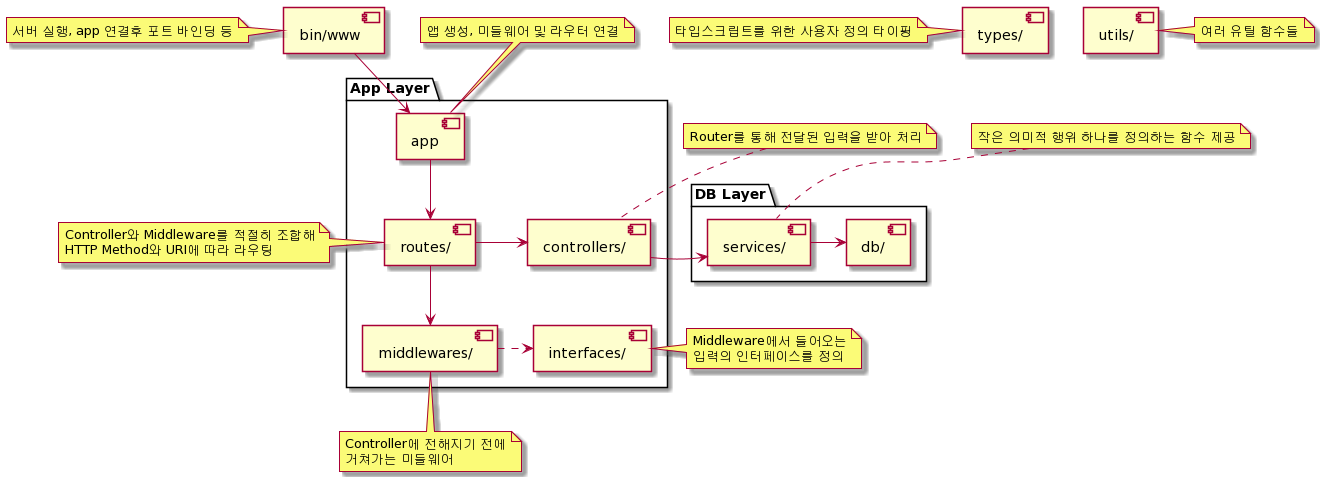 서버 실행, app 연결후 포트 바인딩 등
bin/www
앱 생성, 미들웨어 및 라우터 연결
타입스크립트를 위한 사용자 정의 타이핑
types/
utils/
여러 유틸 함수들
App Layer
app
Router를 통해 전달된 입력을 받아 처리
작은 의미적 행위 하나를 정의하는 함수 제공
DB Layer
Controller와 Middleware를 적절히 조합해
HTTP Method와 URI에 따라 라우팅
routes/
controllers/
services/
db/
middlewares/
interfaces/
Middleware에서 들어오는
입력의 인터페이스를 정의
Controller에 전해지기 전에
거쳐가는 미들웨어